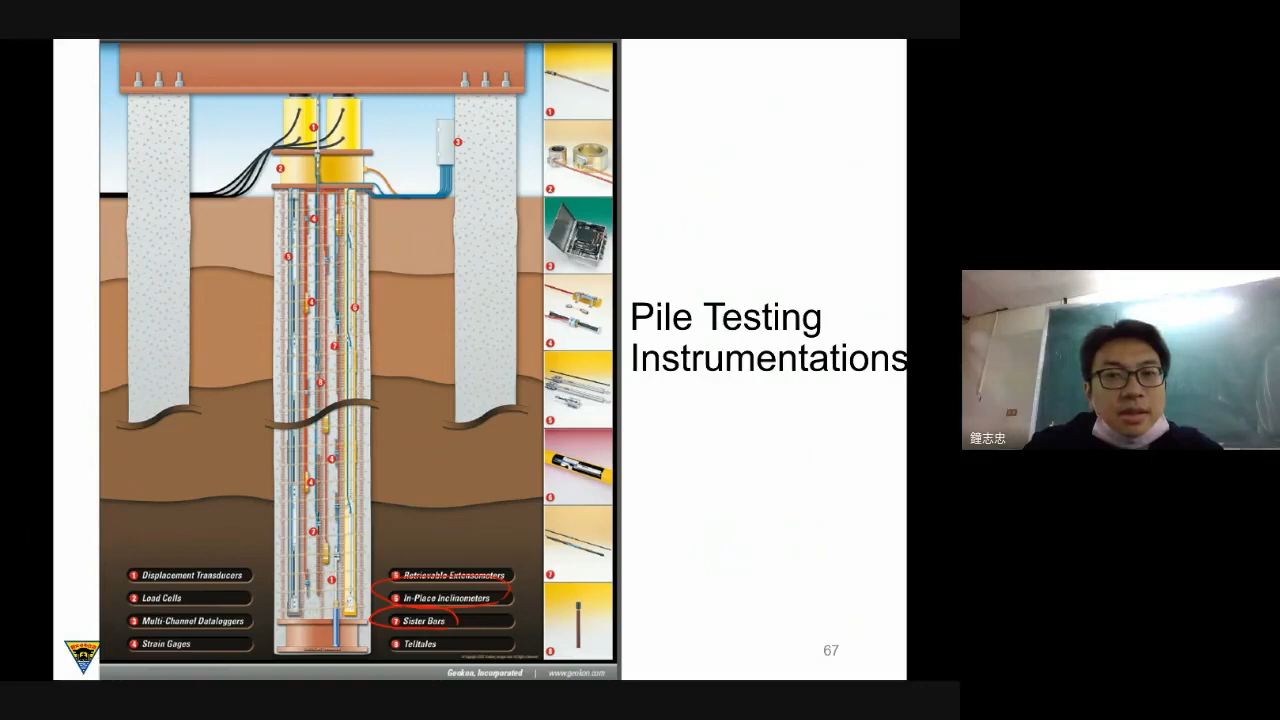 Pile Testing
Instrumentations
1 Displacement Transducers
2 Load Cells
3 Multi-Channel Dataloggers
4 Strain Gages
5 Retrievable Extensometers
6 In-Place Inclinometers
7 Sister Bars
8 Telltales
Geokon, Incorporated | www.geokon.com
67
鐘志忠